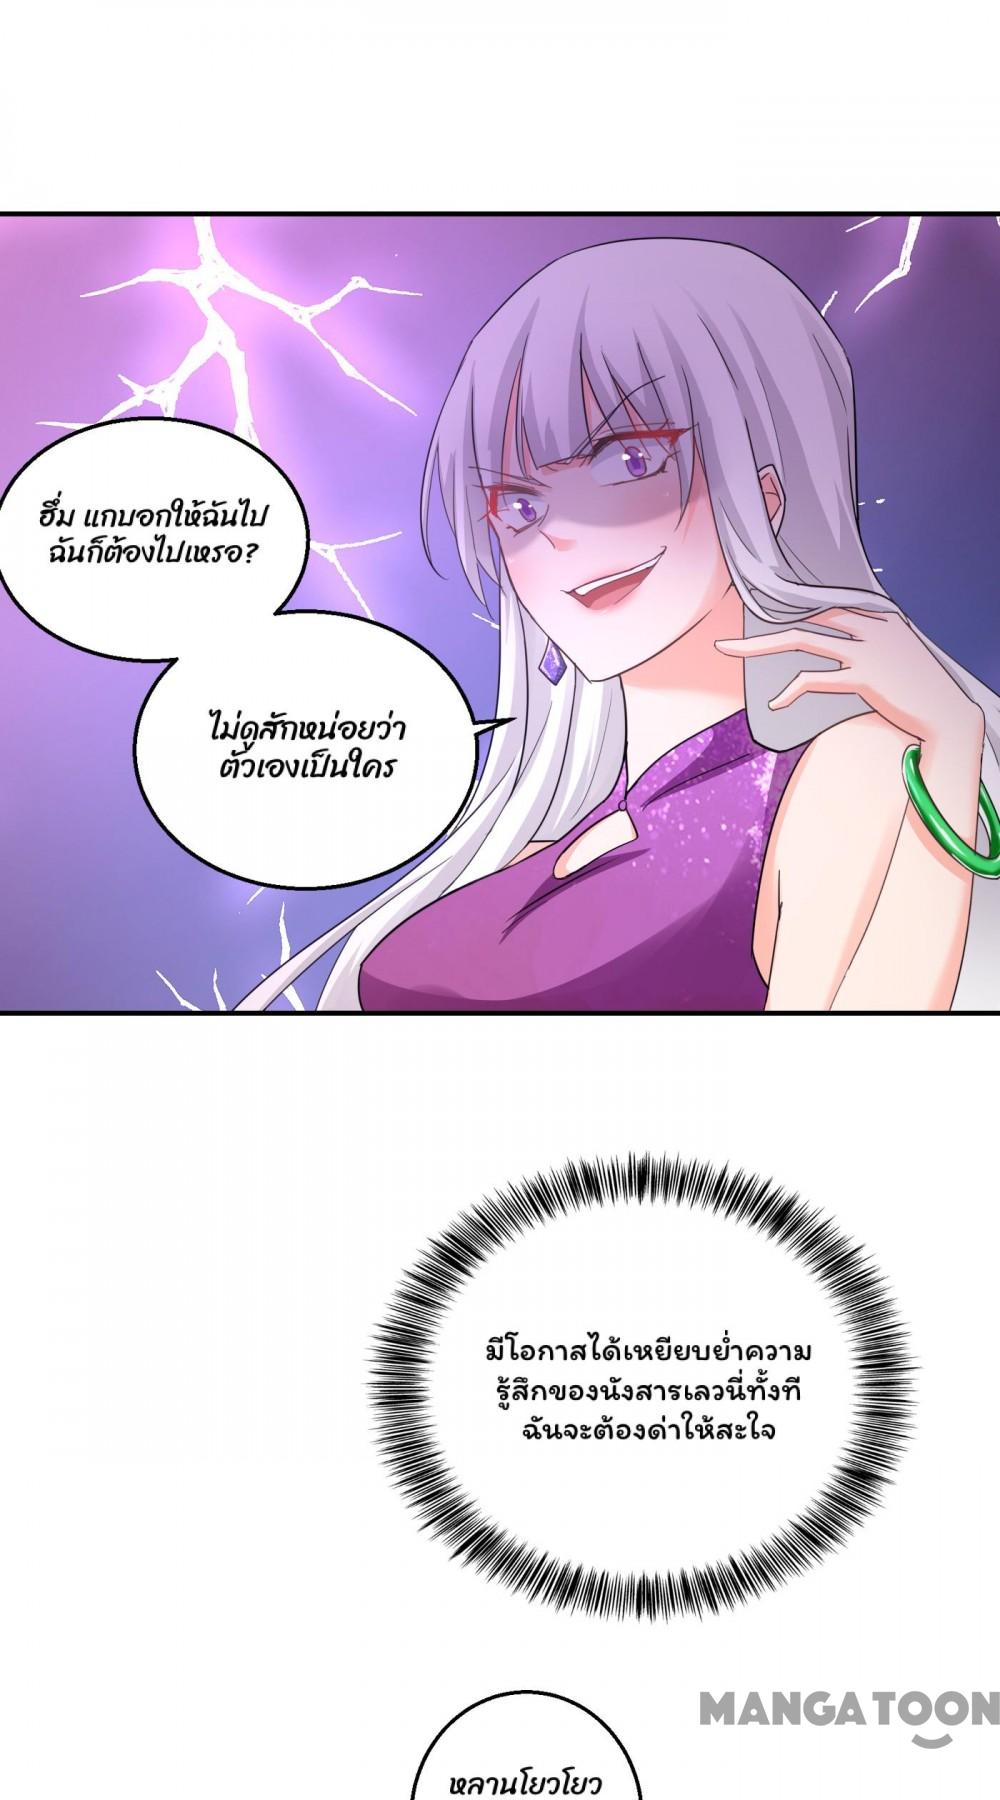 ฮึ่ม แกบอกให้ฉันไป
ฉันก็ต้องไปเหรอ?
ไม่ดูสักหน่อยว่า
ตัวเองเป็นใคร
มีโอกาสได้เหยียบย่ำความ
รู้สึกของนังสารเลวนี่ทั้งที
ฉันจะต้องด่าให้สะใจ
MANGATOON
หลานโยวโยว